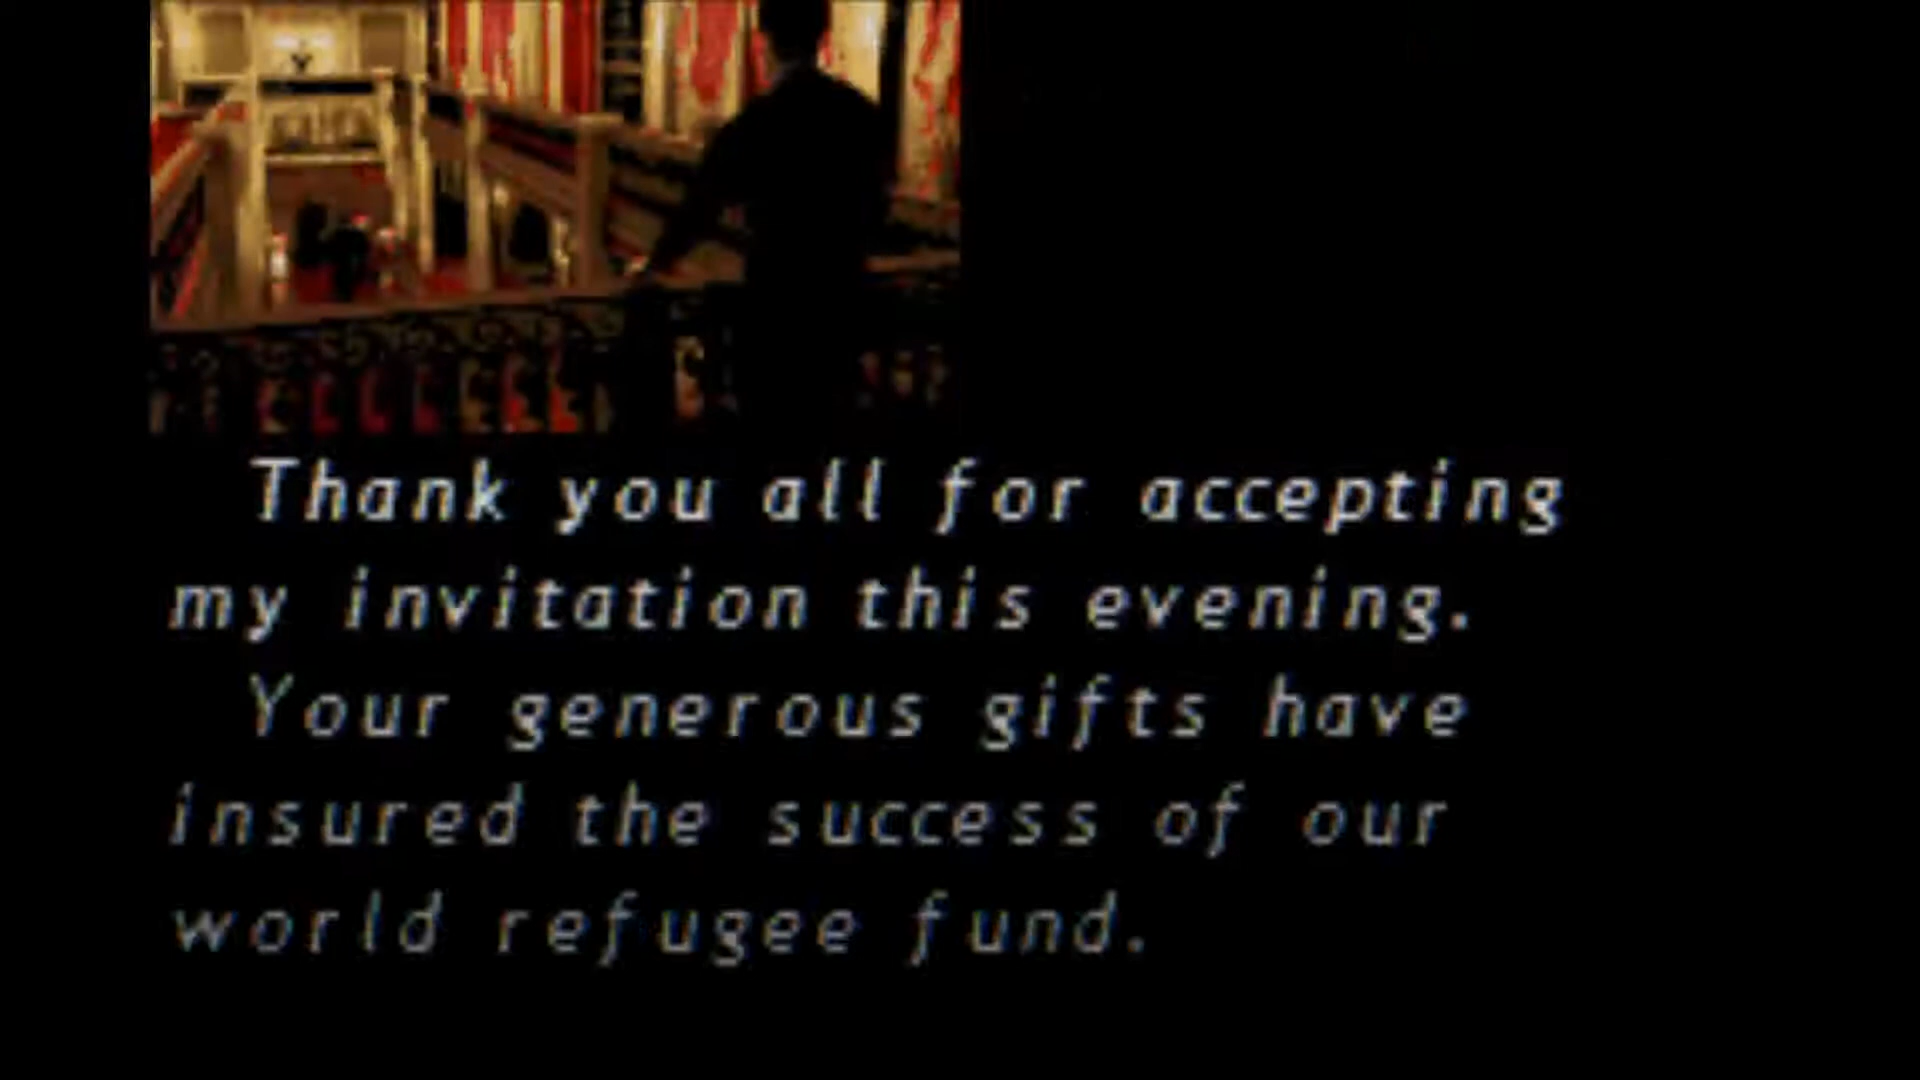 Thank you all for accepting
my invitation this evening.
Your generous gifts have
insured the success of our
world refugee fund.